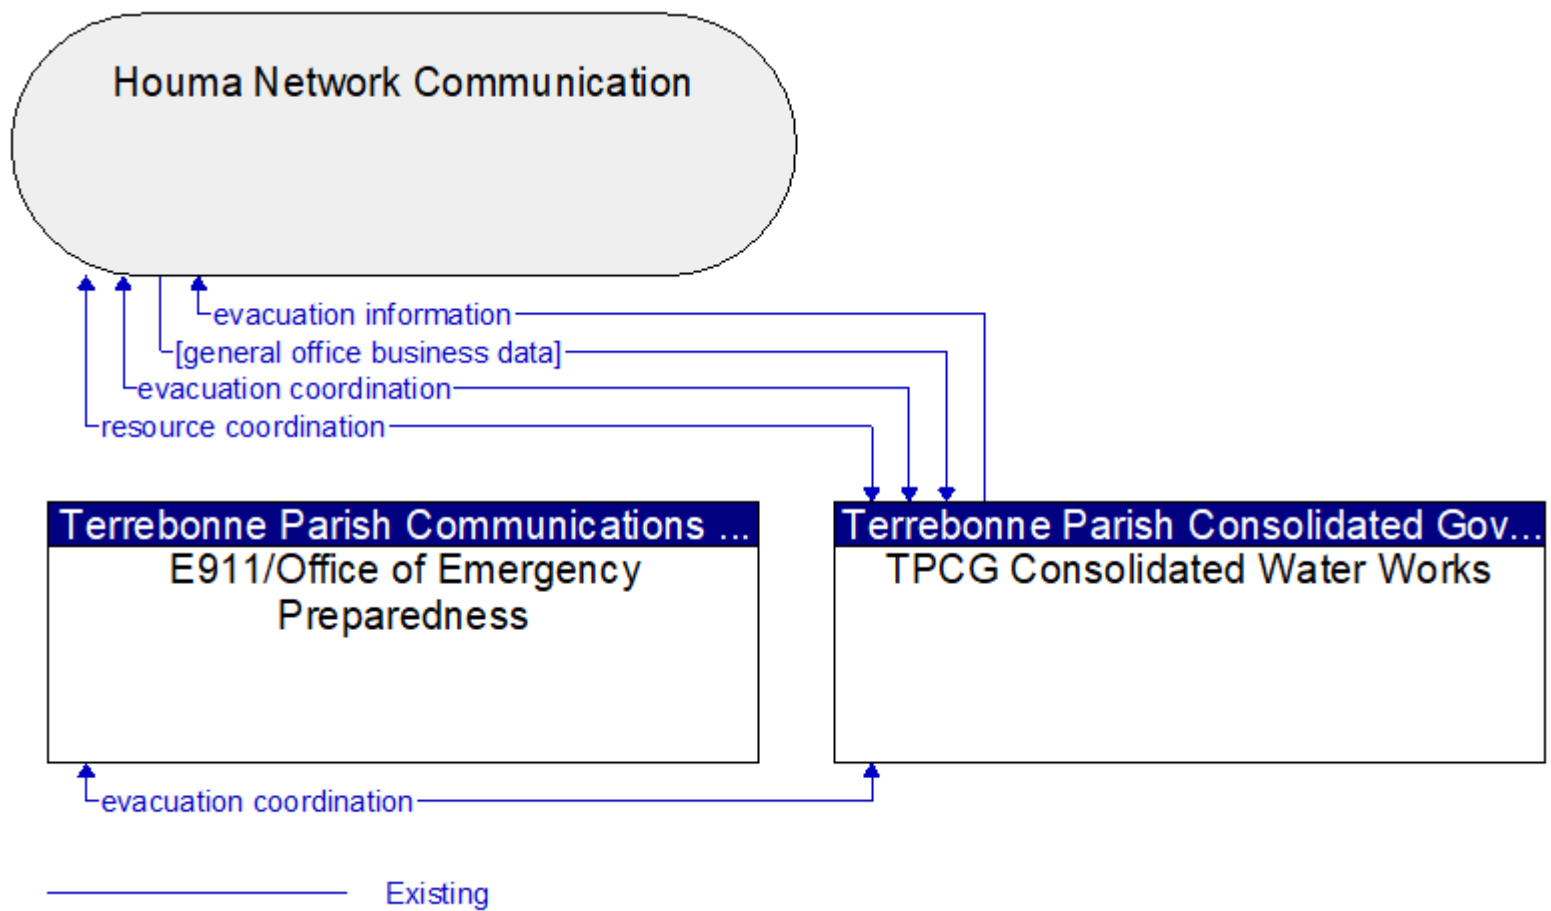 Houma Network Communication
evacuation information
[general office business data]
evacuation coordination
resource coordination
Terrebonne Parish Communications ...
E911/Office of Emergency
Preparedness
Terrebonne Parish Consolidated Gov...
TPCG Consolidated Water Works
evacuation coordination
Existing